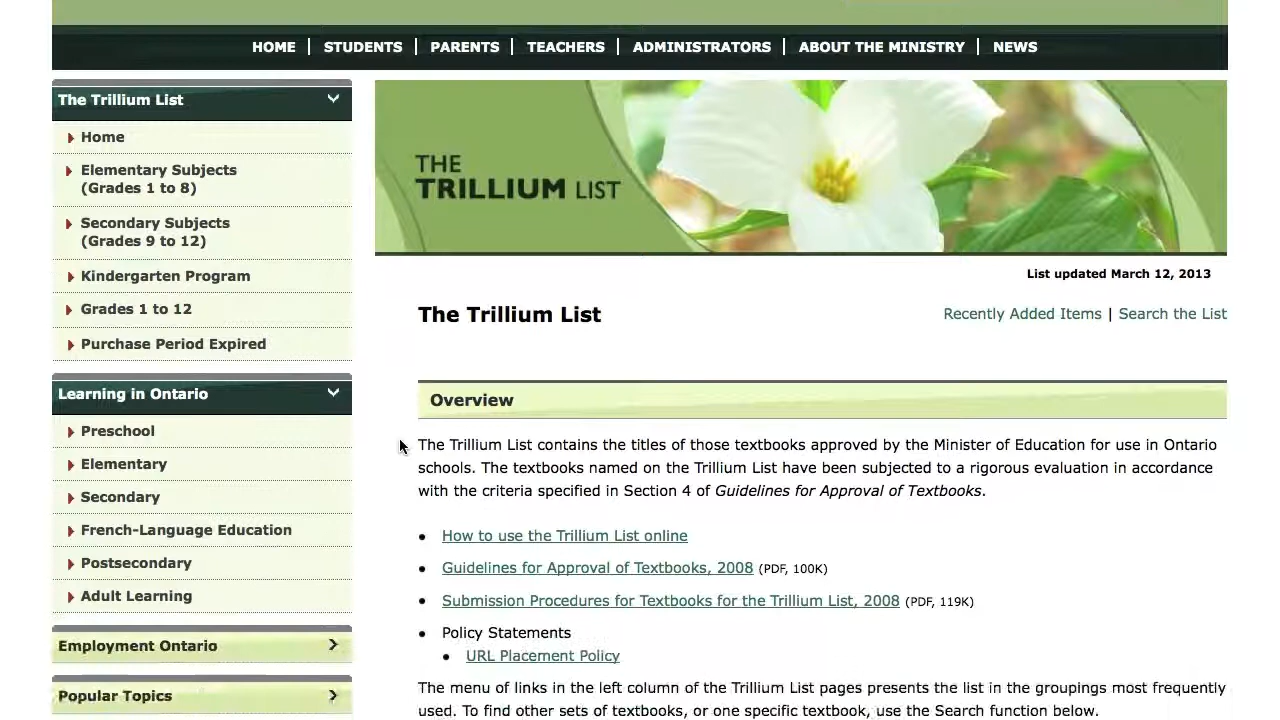 HOME | STUDENTS | PARENTS | TEACHERS | ADMINISTRATORS | ABOUT THE MINISTRY | NEWS
The Trillium List
Home
Elementary Subjects
(Grades 1 to 8)
Secondary Subjects
(Grades 9 to 12)
Kindergarten Program
Grades 1 to 12
Purchase Period Expired
Learning in Ontario
Preschool
Elementary
Secondary
French-Language Education
Postsecondary
Adult Learning
Employment Ontario
Popular Topics
THE
TRILLIUM LIST
List updated March 12, 2013
The Trillium List
Recently Added Items | Search the List
Overview
The Trillium List contains the titles of those textbooks approved by the Minister of Education for use in Ontario
schools. The textbooks named on the Trillium List have been subjected to a rigorous evaluation in accordance
with the criteria specified in Section 4 of Guidelines for Approval of Textbooks.
• How to use the Trillium List online
• Guidelines for Approval of Textbooks, 2008 (PDF, 100K)
• Submission Procedures for Textbooks for the Trillium List, 2008 (PDF, 119K)
• Policy Statements
• URL Placement Policy
The menu of links in the left column of the Trillium List pages presents the list in the groupings most frequently
used. To find other sets of textbooks, or one specific textbook, use the Search function below.